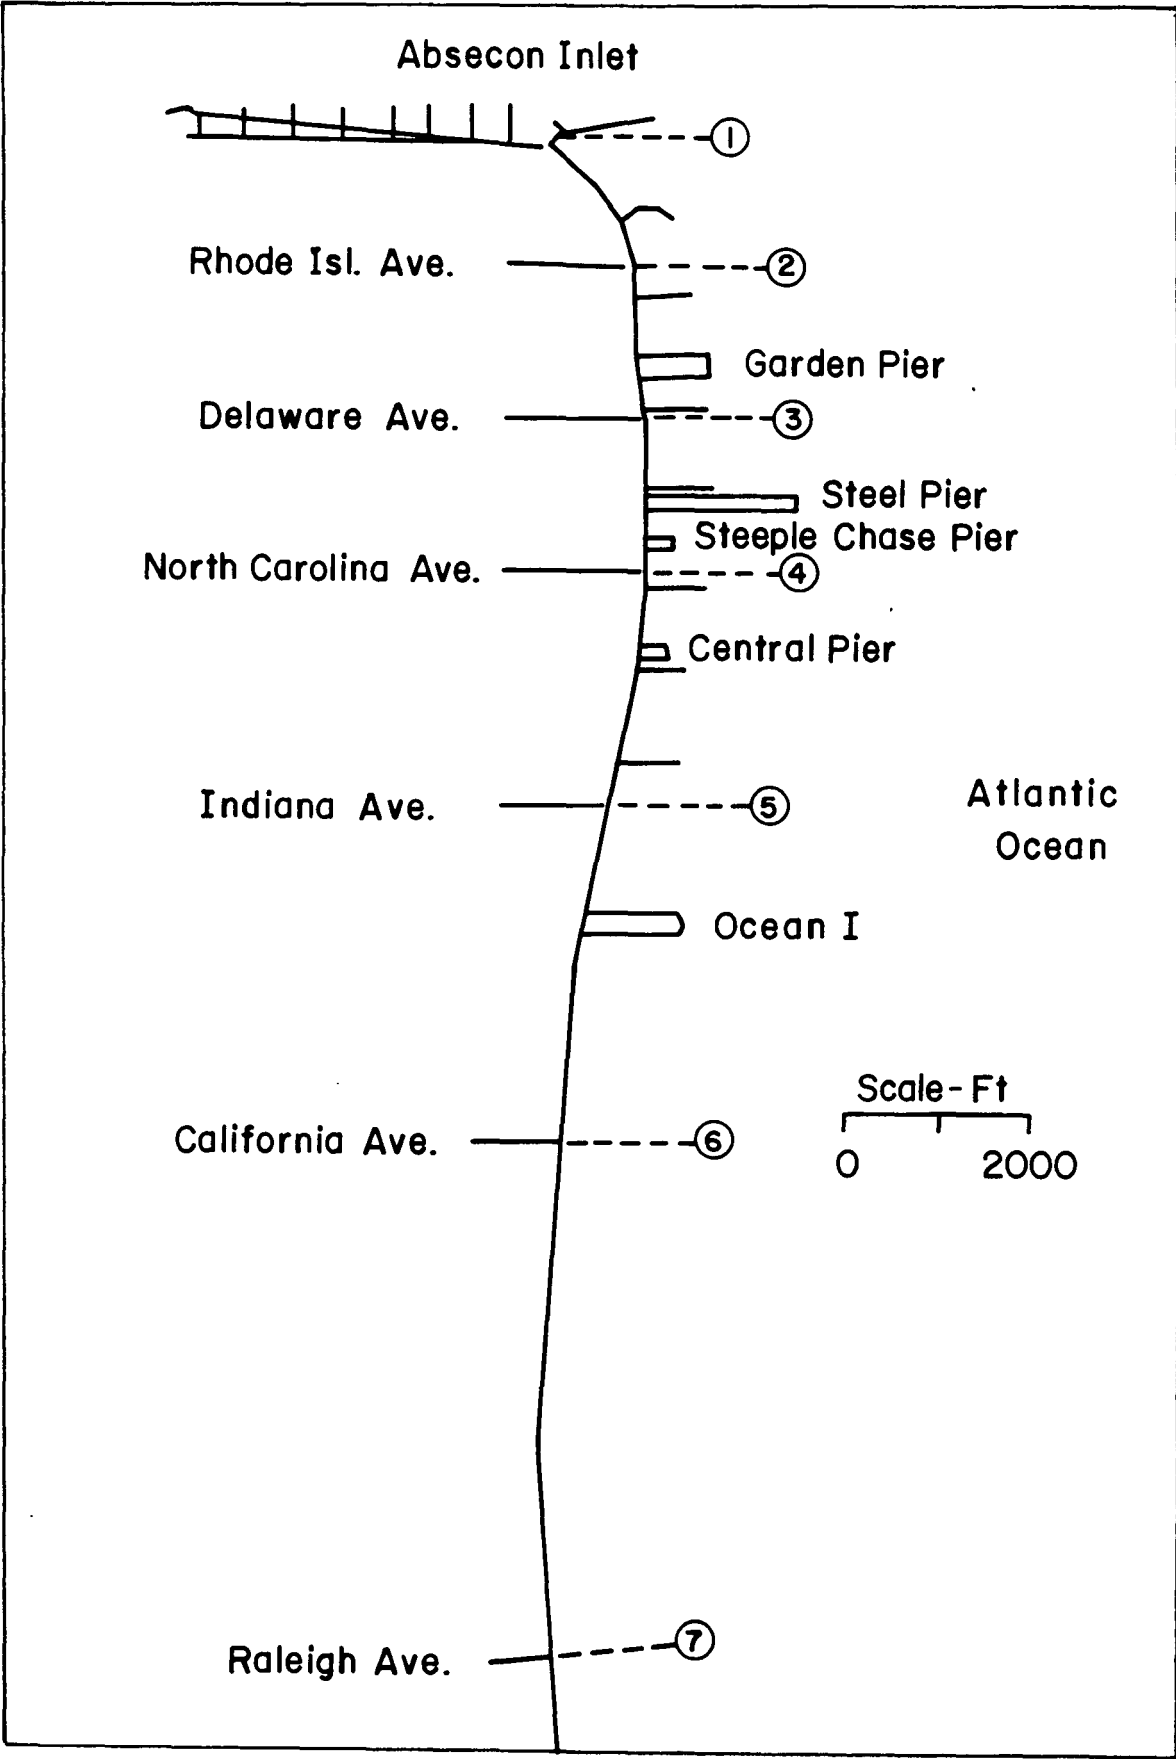 Absecon Inlet
1
Rhode Isl. Ave.
2
Garden Pier
Delaware Ave.
3
Steel Pier
Steeple Chase Pier
North Carolina Ave.
4
Central Pier
Indiana Ave.
5
Atlantic
Ocean
Ocean I
Scale-Ft
0 2000
California Ave.
6
Raleigh Ave.
7